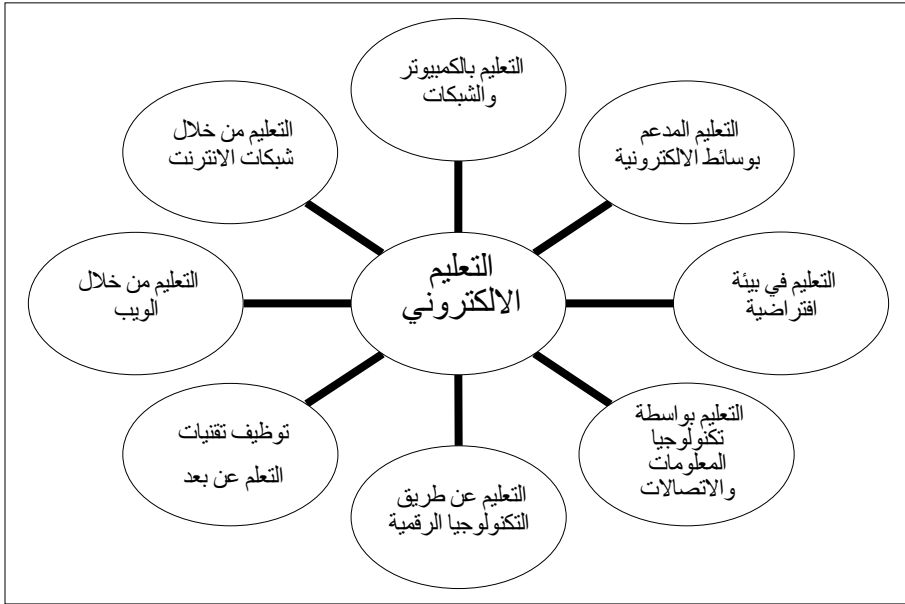 التعليم بالكمبيوتر
والشبكات
التعليم المدعم
بوسائط الالكترونية
التعليم في بيئة
افتراضية
التعليم بواسطة
تكنولوجيا
المعلومات
والاتصالات
التعليم عن طريق
التكنولوجيا الرقمية
توظيف تقنيات
التعلم عن بعد
التعليم من خلال
الويب
التعليم من خلال
شبكات الانترنت
التعليم
الالكتروني